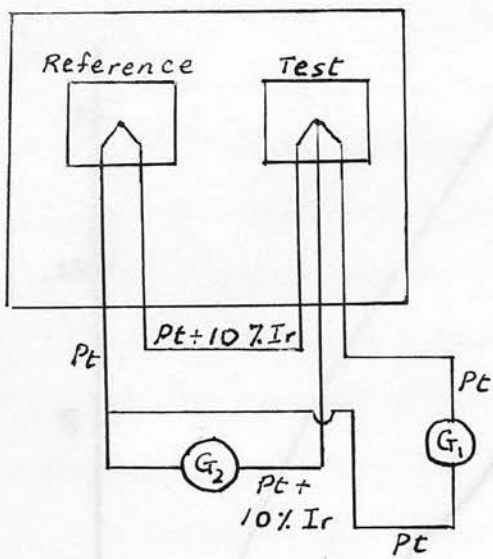 Reference
Test
Pt+10%Ir
Pt
Pt
G₁
G₂
Pt+
10% Ir
Pt